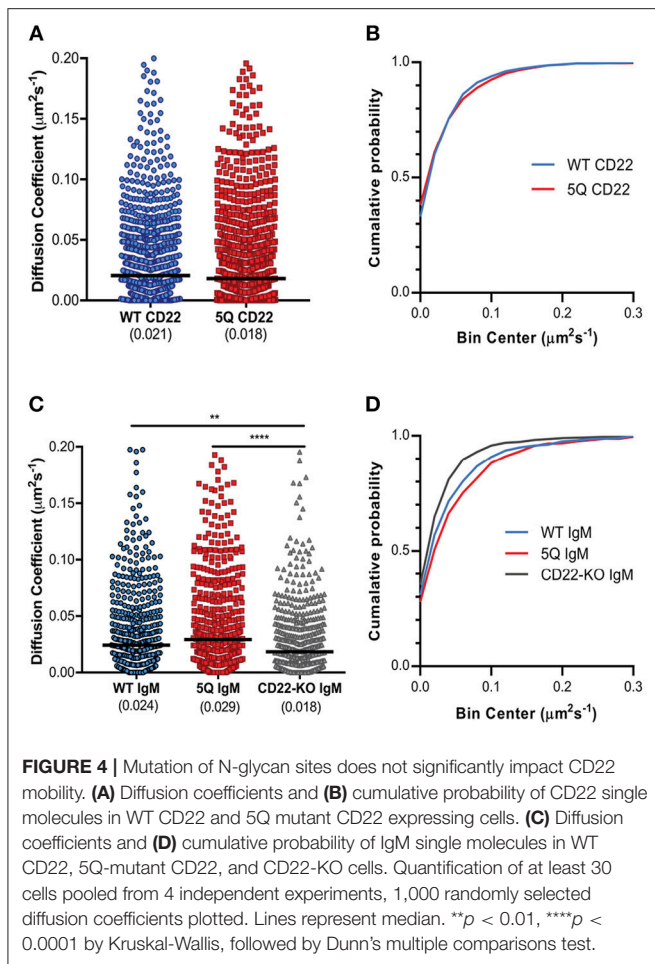 A
Diffusion Coefficient (μm²s⁻¹)
0.20
0.15
0.10
0.05
0.00
WT CD22
(0.021)
5Q CD22
(0.018)
B
Cumalative probability
1.0
0.5
0.0
0.0
0.1
0.2
0.3
Bin Center (μm²s⁻¹)
WT CD22
5Q CD22
C
Diffusion Coefficient (μm²s⁻¹)
0.20
0.15
0.10
0.05
0.00
**
****
WT IgM
(0.024)
5Q IgM
(0.029)
CD22-KO IgM
(0.018)
D
Cumalative probability
1.0
0.5
0.0
0.0
0.1
0.2
0.3
Bin Center (μm²s⁻¹)
WT IgM
5Q IgM
CD22-KO IgM
FIGURE 4 | Mutation of N-glycan sites does not significantly impact CD22
mobility. (A) Diffusion coefficients and (B) cumulative probability of CD22 single
molecules in WT CD22 and 5Q mutant CD22 expressing cells. (C) Diffusion
coefficients and (D) cumulative probability of IgM single molecules in WT
CD22, 5Q-mutant CD22, and CD22-KO cells. Quantification of at least 30
cells pooled from 4 independent experiments, 1,000 randomly selected
diffusion coefficients plotted. Lines represent median. **p < 0.01, ****p <
0.0001 by Kruskal-Wallis, followed by Dunn's multiple comparisons test.